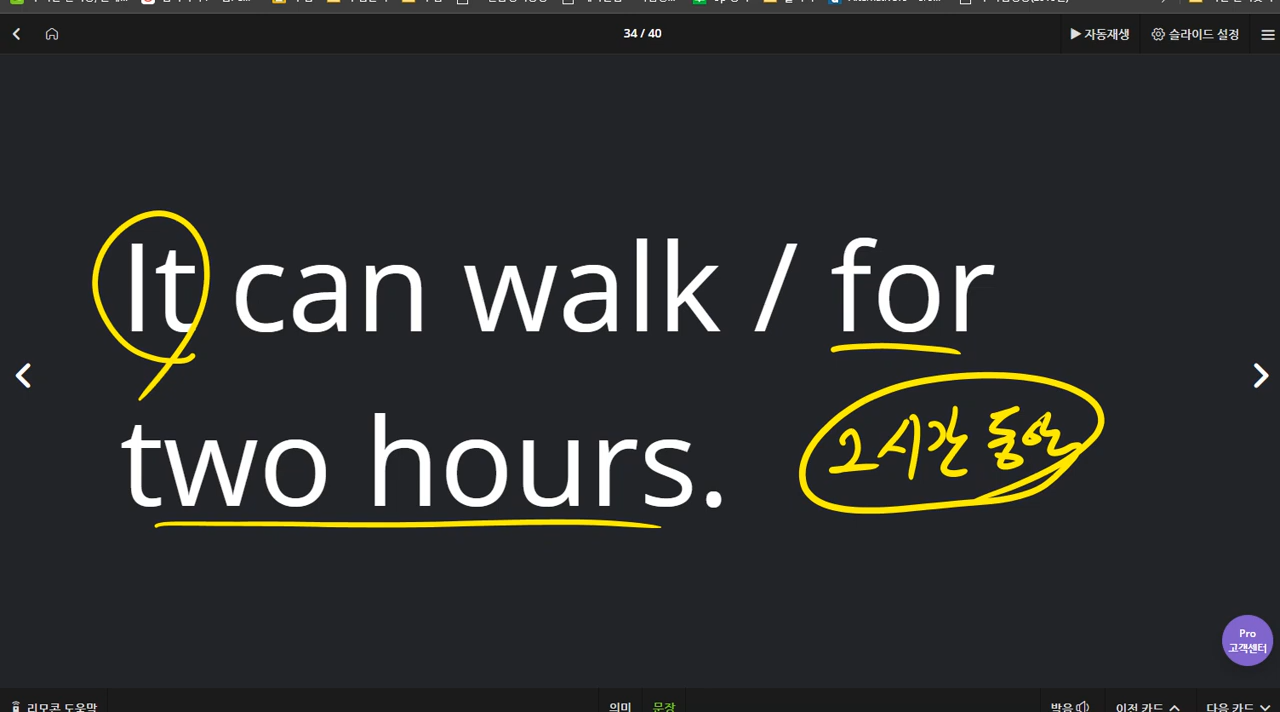 34 / 40
▶ 자동재생
슬라이드 설정
It can walk / for
two hours.
2시간 동안
Pro
고객센터
리모콘 도움말
의미
문장
발음
이전 카드
다음 카드